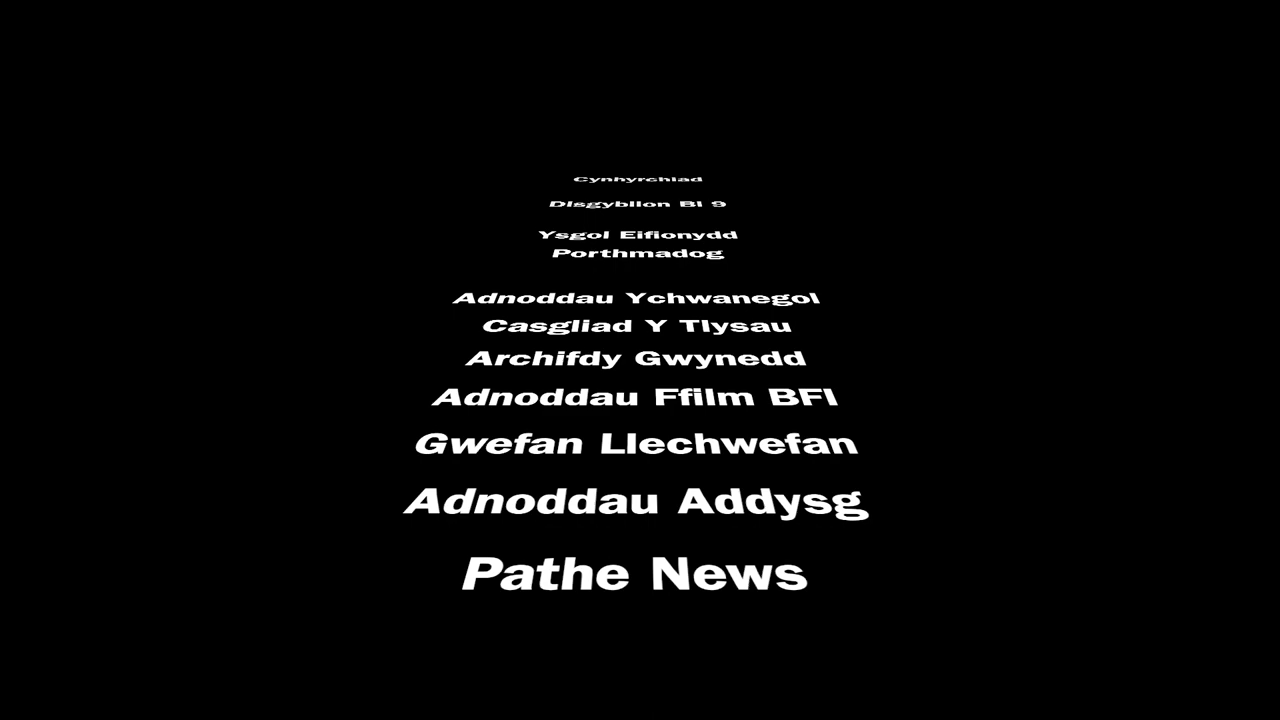 Cynhyrchiad
Disgyblion Bl 9
Ysgol Eifionydd
Porthmadog
Adnoddau Ychwanegol
Casgliad Y Tlysau
Archifdy Gwynedd
Adnoddau Ffilm BFI
Gwefan Llechwefan
Adnoddau Addysg
Pathe News